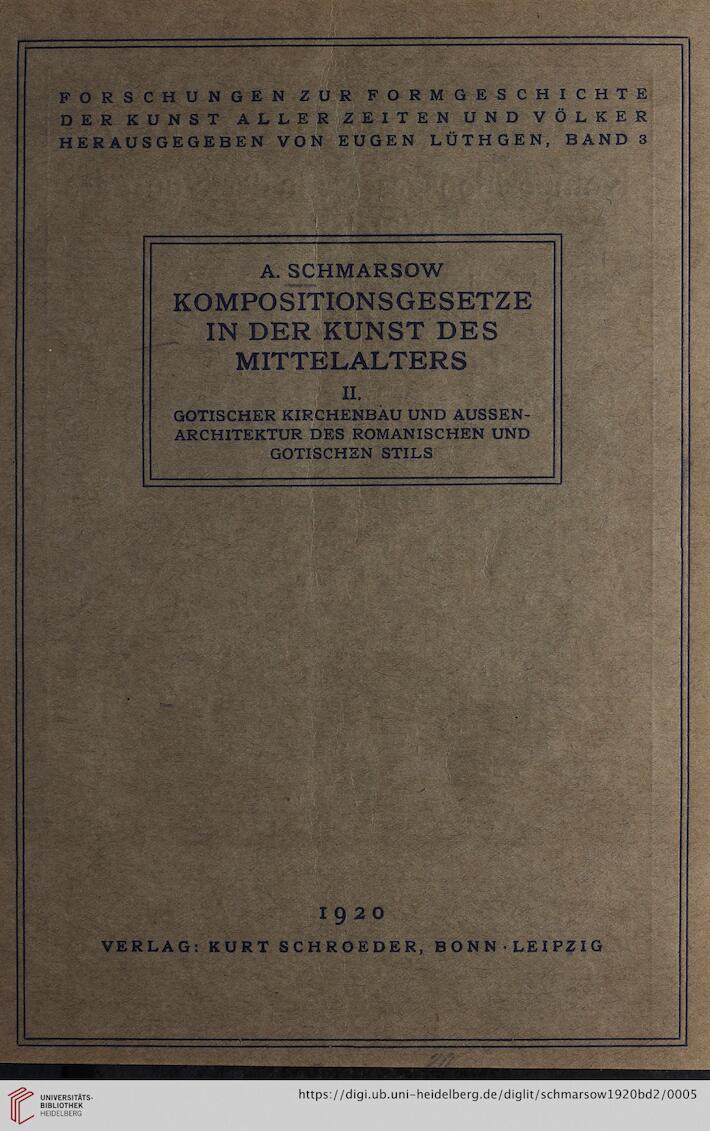 FORSCHUNGEN ZUR FORMGESCHICHTE
DER KUNST ALLER ZEITEN UND VÖLKER
HERAUSGEGEBEN VON EUGEN LÜTHGEN, BAND 3
A. SCHMARSOW
KOMPOSITIONSGESETZE
IN DER KUNST DES
MITTELALTERS
II.
GOTISCHER KIRCHENBAU UND AUSSEN-
ARCHITEKTUR DES ROMANISCHEN UND
GOTISCHEN STILS
1920
VERLAG: KURT SCHROEDER, BONN·LEIPZIG
UNIVERSITÄTS-
BIBLIOTHEK
HEIDELBERG
https://digi.ub.uni-heidelberg.de/diglit/schmarsow1920bd2/0005